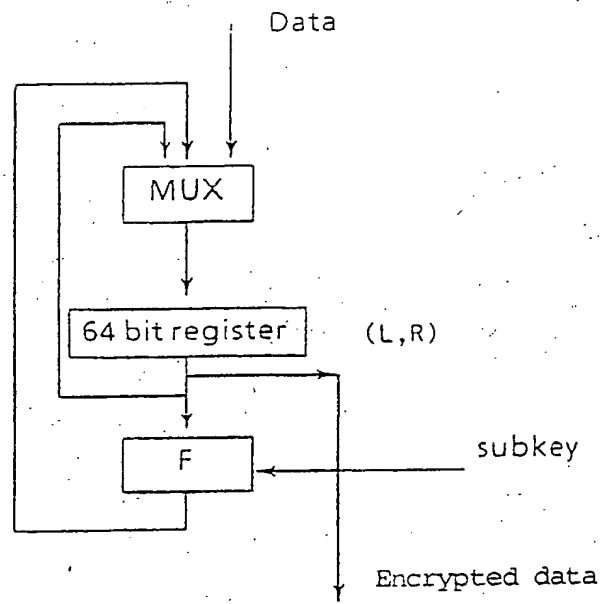 Data
MUX
64 bit register (L,R)
F
subkey
Encrypted data